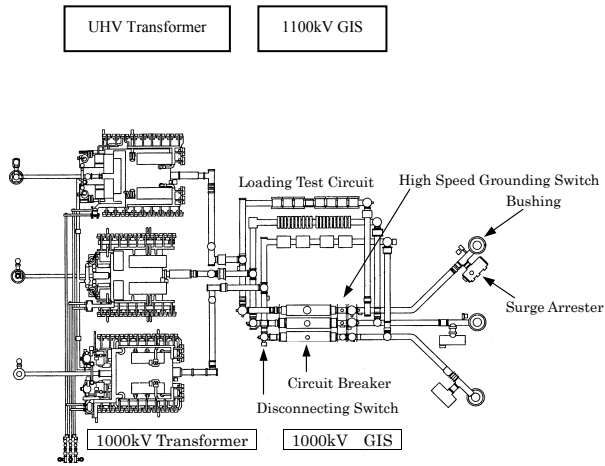 UHV Transformer
1100kV GIS
Loading Test Circuit
High Speed Grounding Switch
Bushing
Surge Arrester
Circuit Breaker
Disconnecting Switch
1000kV Transformer
1000kV GIS